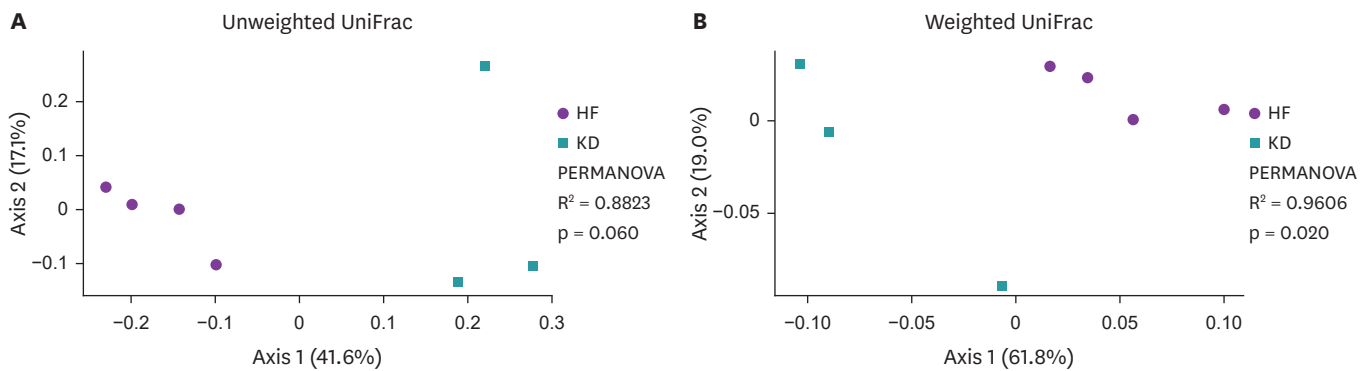 A
Unweighted UniFrac
Axis 2 (17.1%)
0.2
0.1
0
−0.1
−0.2
−0.1
0
0.2
0.3
Axis 1 (41.6%)
HF
KD
PERMANOVA
R² = 0.8823
p = 0.060
B
Weighted UniFrac
Axis 2 (19.0%)
0
−0.05
−0.10
−0.05
0
0.05
0.10
Axis 1 (61.8%)
HF
KD
PERMANOVA
R² = 0.9606
p = 0.020